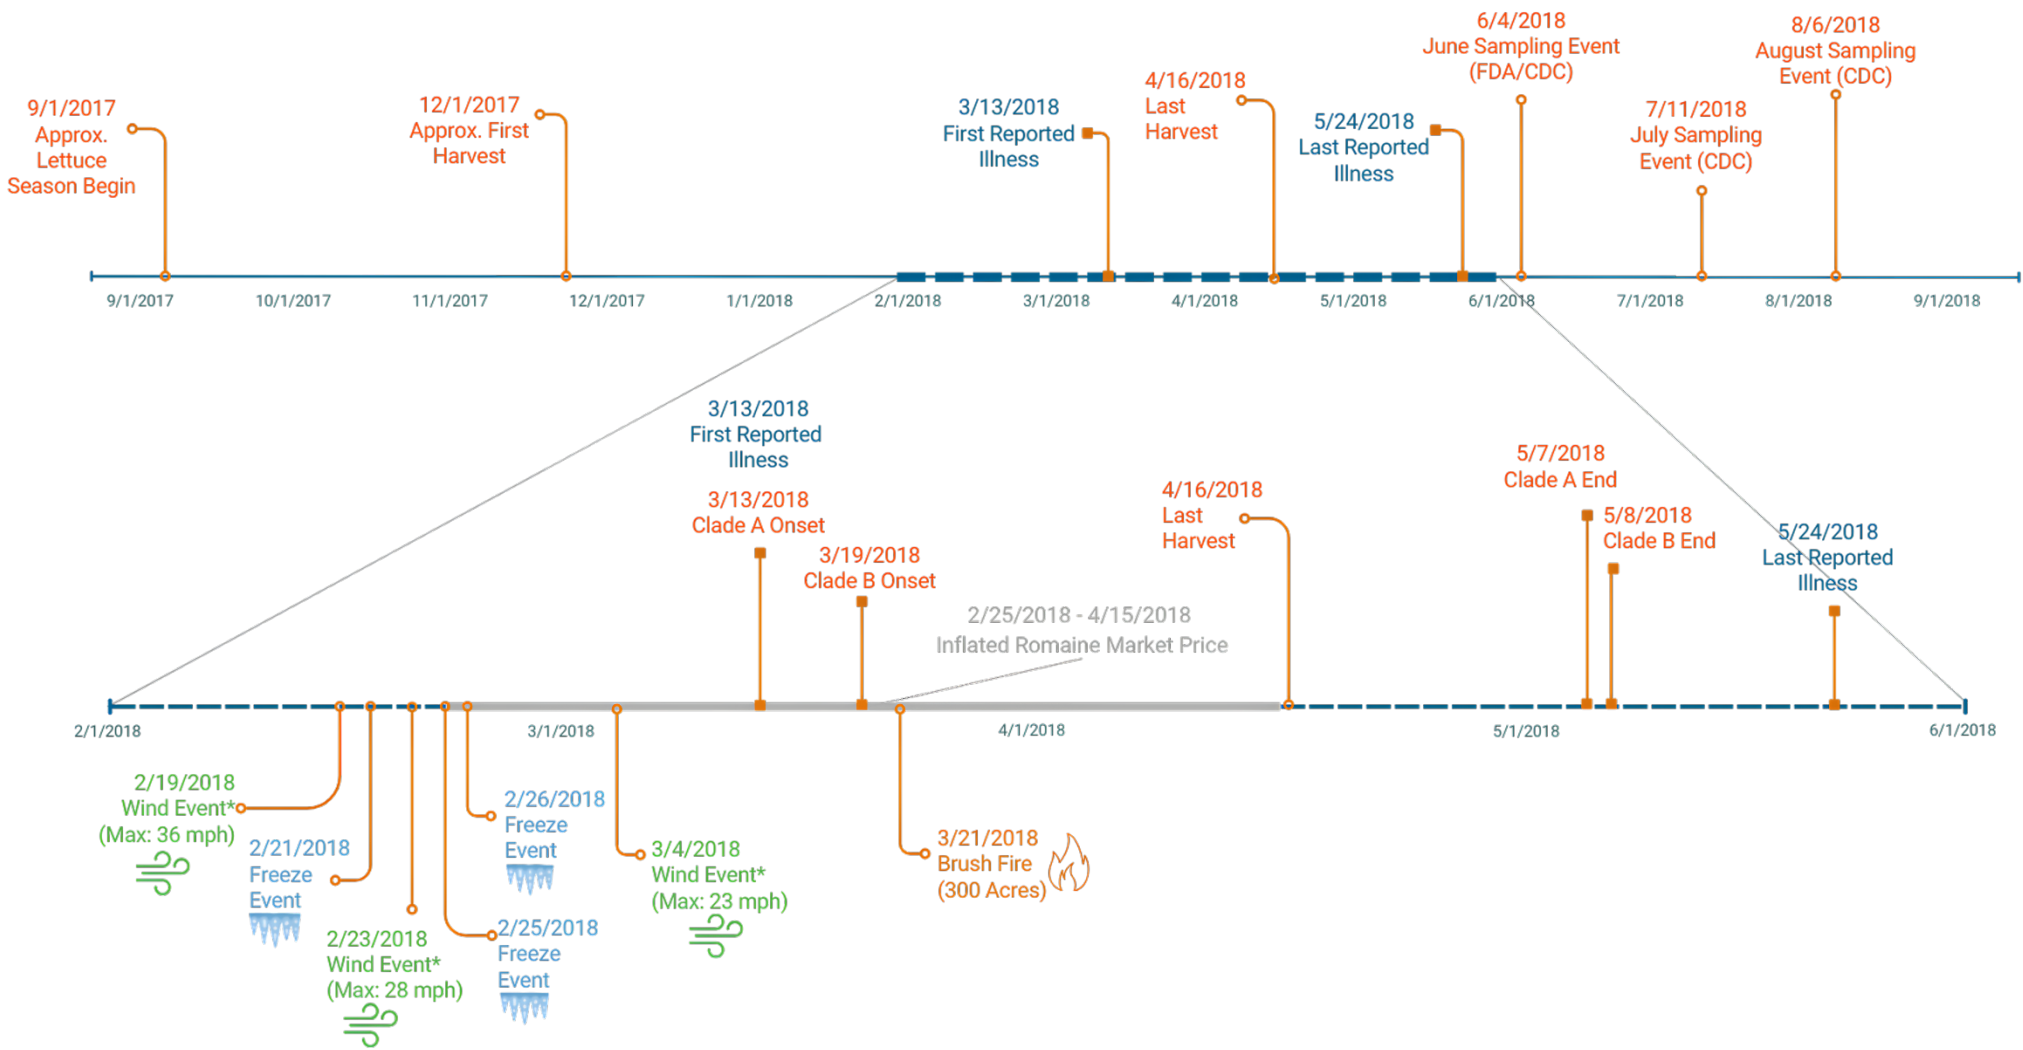 9/1/2017
Approx.
Lettuce
Season Begin
12/1/2017
Approx. First
Harvest
3/13/2018
First Reported
Illness
4/16/2018
Last
Harvest
5/24/2018
Last Reported
Illness
6/4/2018
June Sampling Event
(FDA/CDC)
7/11/2018
July Sampling
Event (CDC)
8/6/2018
August Sampling
Event (CDC)
9/1/2017
10/1/2017
11/1/2017
12/1/2017
1/1/2018
2/1/2018
3/1/2018
4/1/2018
5/1/2018
6/1/2018
7/1/2018
8/1/2018
9/1/2018
3/13/2018
First Reported
Illness
3/13/2018
Clade A Onset
3/19/2018
Clade B Onset
2/25/2018 - 4/15/2018
Inflated Romaine Market Price
4/16/2018
Last
Harvest
5/7/2018
Clade A End
5/8/2018
Clade B End
5/24/2018
Last Reported
Illness
2/1/2018
3/1/2018
4/1/2018
5/1/2018
6/1/2018
2/19/2018
Wind Event*
(Max: 36 mph)
2/21/2018
Freeze
Event
2/23/2018
Wind Event*
(Max: 28 mph)
2/26/2018
Freeze
Event
2/25/2018
Freeze
Event
3/4/2018
Wind Event*
(Max: 23 mph)
3/21/2018
Brush Fire
(300 Acres)